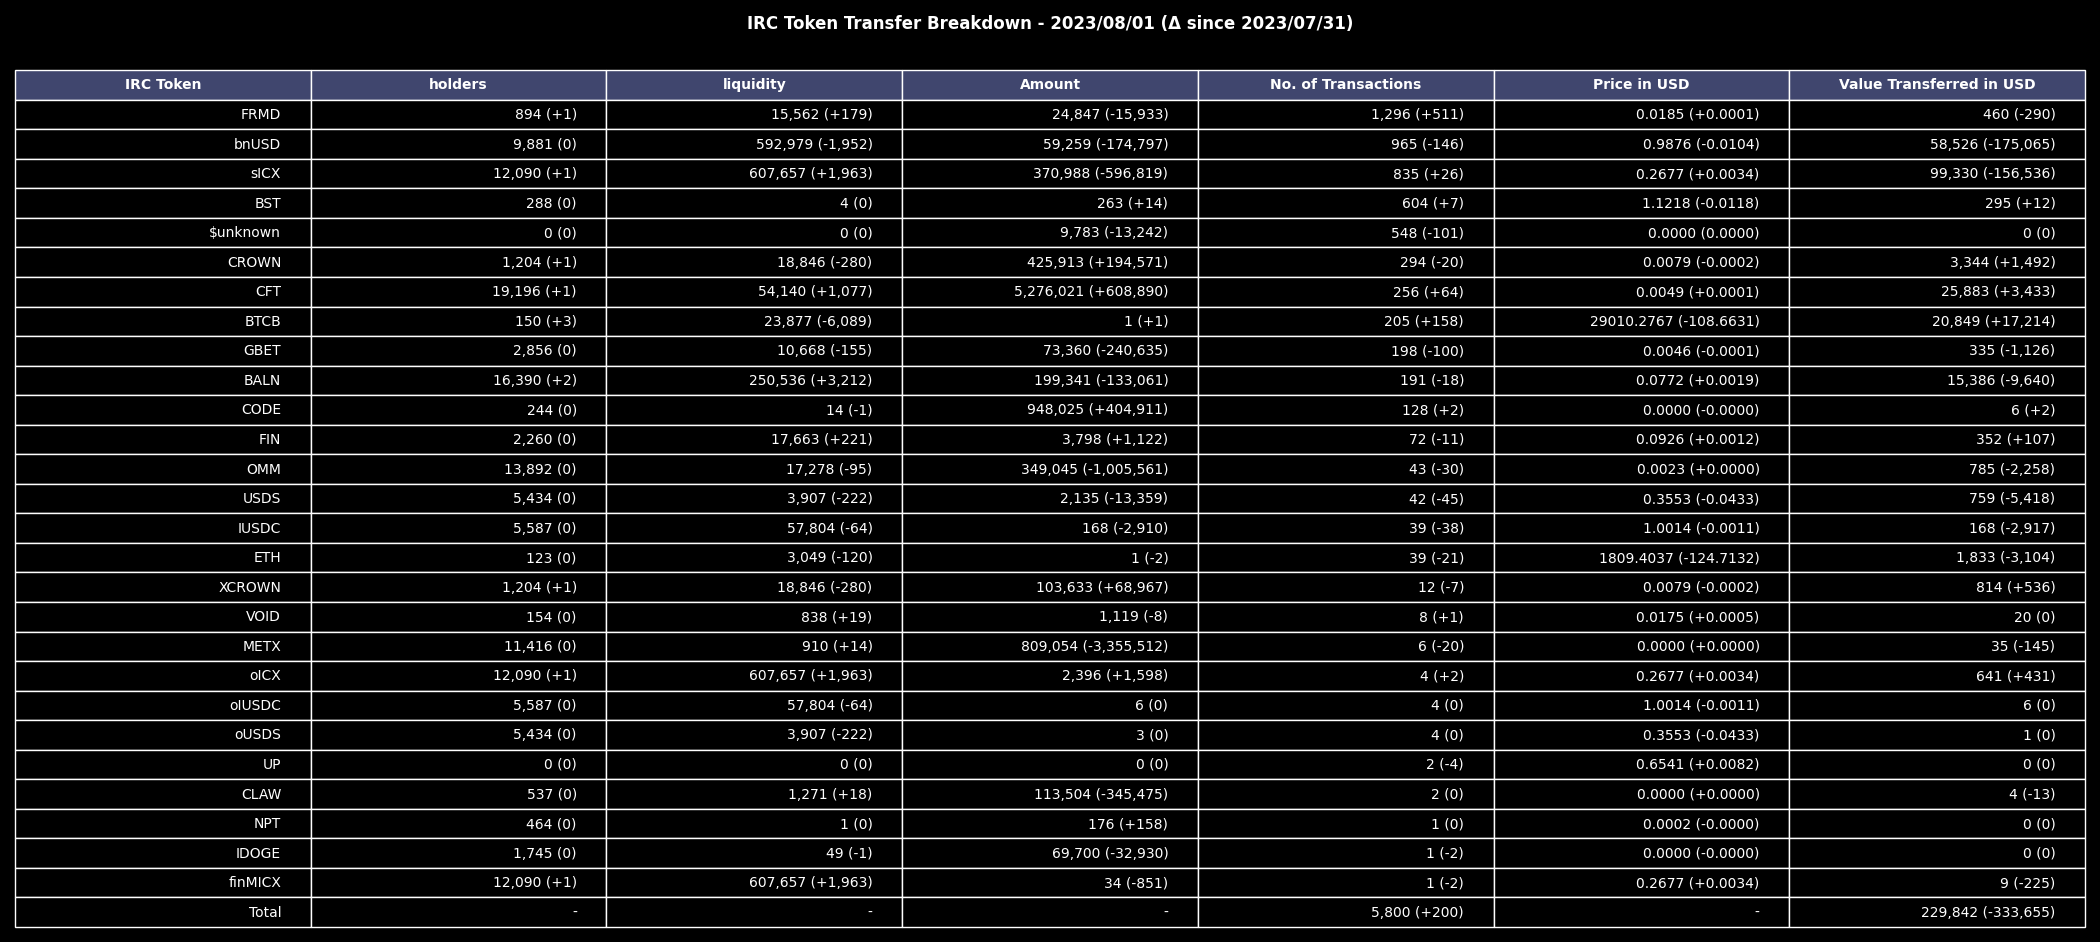 IRC Token Transfer Breakdown - 2023/08/01 (Δ since 2023/07/31)
IRC Token holders liquidity Amount No. of Transactions Price in USD Value Transferred in USD
FRMD 894 (+1) 15,562 (+179) 24,847 (-15,933) 1,296 (+511) 0.0185 (+0.0001) 460 (-290)
bnUSD 9,881 (0) 592,979 (-1,952) 59,259 (-174,797) 965 (-146) 0.9876 (-0.0104) 58,526 (-175,065)
sICX 12,090 (+1) 607,657 (+1,963) 370,988 (-596,819) 835 (+26) 0.2677 (+0.0034) 99,330 (-156,536)
BST 288 (0) 4 (0) 263 (+14) 604 (+7) 1.1218 (-0.0118) 295 (+12)
$unknown 0 (0) 0 (0) 9,783 (-13,242) 548 (-101) 0.0000 (0.0000) 0 (0)
CROWN 1,204 (+1) 18,846 (-280) 425,913 (+194,571) 294 (-20) 0.0079 (-0.0002) 3,344 (+1,492)
CFT 19,196 (+1) 54,140 (+1,077) 5,276,021 (+608,890) 256 (+64) 0.0049 (+0.0001) 25,883 (+3,433)
BTCB 150 (+3) 23,877 (-6,089) 1 (+1) 205 (+158) 29010.2767 (-108.6631) 20,849 (+17,214)
GBET 2,856 (0) 10,668 (-155) 73,360 (-240,635) 198 (-100) 0.0046 (-0.0001) 335 (-1,126)
BALN 16,390 (+2) 250,536 (+3,212) 199,341 (-133,061) 191 (-18) 0.0772 (+0.0019) 15,386 (-9,640)
CODE 244 (0) 14 (-1) 948,025 (+404,911) 128 (+2) 0.0000 (-0.0000) 6 (+2)
FIN 2,260 (0) 17,663 (+221) 3,798 (+1,122) 72 (-11) 0.0926 (+0.0012) 352 (+107)
OMM 13,892 (0) 17,278 (-95) 349,045 (-1,005,561) 43 (-30) 0.0023 (+0.0000) 785 (-2,258)
USDS 5,434 (0) 3,907 (-222) 2,135 (-13,359) 42 (-45) 0.3553 (-0.0433) 759 (-5,418)
IUSDC 5,587 (0) 57,804 (-64) 168 (-2,910) 39 (-38) 1.0014 (-0.0011) 168 (-2,917)
ETH 123 (0) 3,049 (-120) 1 (-2) 39 (-21) 1809.4037 (-124.7132) 1,833 (-3,104)
XCROWN 1,204 (+1) 18,846 (-280) 103,633 (+68,967) 12 (-7) 0.0079 (-0.0002) 814 (+536)
VOID 154 (0) 838 (+19) 1,119 (-8) 8 (+1) 0.0175 (+0.0005) 20 (0)
METX 11,416 (0) 910 (+14) 809,054 (-3,355,512) 6 (-20) 0.0000 (+0.0000) 35 (-145)
oICX 12,090 (+1) 607,657 (+1,963) 2,396 (+1,598) 4 (+2) 0.2677 (+0.0034) 641 (+431)
oIUSDC 5,587 (0) 57,804 (-64) 6 (0) 4 (0) 1.0014 (-0.0011) 6 (0)
oUSDS 5,434 (0) 3,907 (-222) 3 (0) 4 (0) 0.3553 (-0.0433) 1 (0)
UP 0 (0) 0 (0) 0 (0) 2 (-4) 0.6541 (+0.0082) 0 (0)
CLAW 537 (0) 1,271 (+18) 113,504 (-345,475) 2 (0) 0.0000 (+0.0000) 4 (-13)
NPT 464 (0) 1 (0) 176 (+158) 1 (0) 0.0002 (-0.0000) 0 (0)
IDOGE 1,745 (0) 49 (-1) 69,700 (-32,930) 1 (-2) 0.0000 (-0.0000) 0 (0)
finMICX 12,090 (+1) 607,657 (+1,963) 34 (-851) 1 (-2) 0.2677 (+0.0034) 9 (-225)
Total - - - 5,800 (+200) - 229,842 (-333,655)